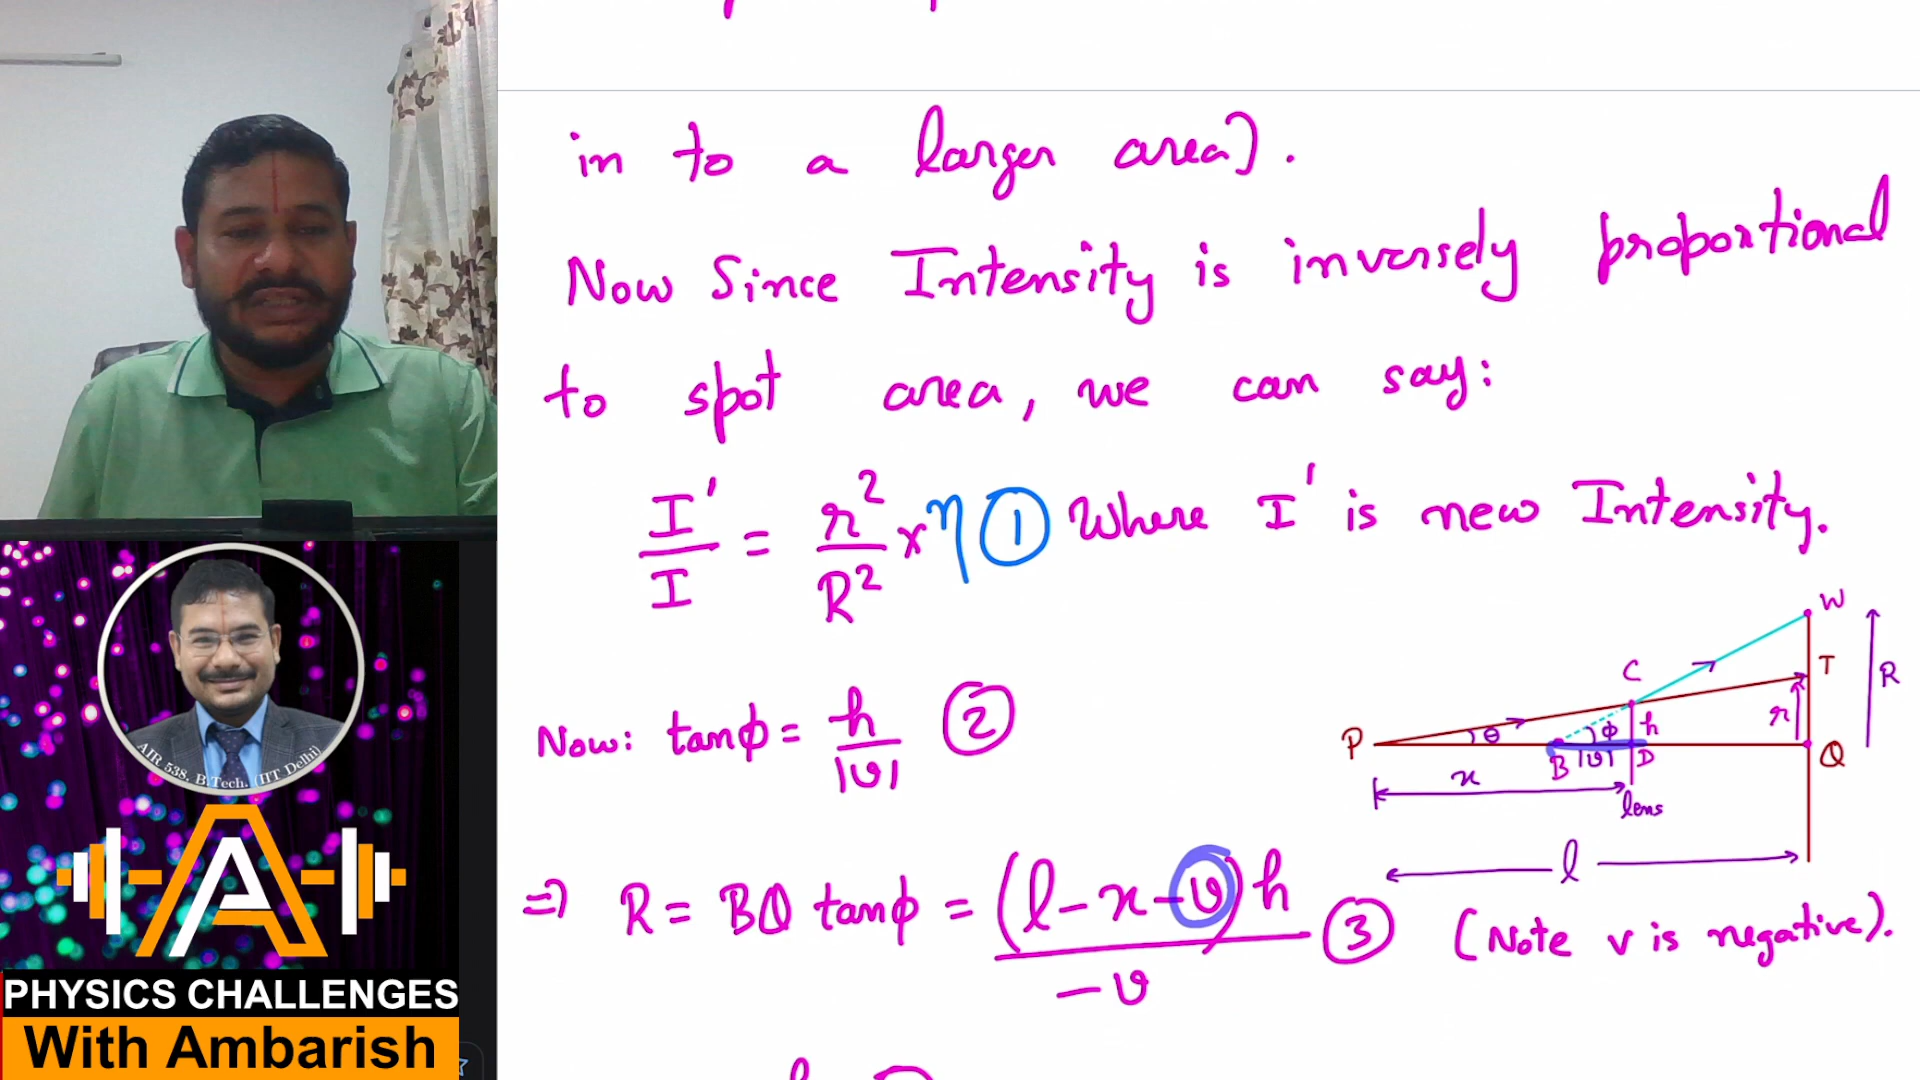 in to a larger area).
Now Since Intensity is inversely proportional
to spot area, we can say:
I'/I = r²/R² × η ① Where I' is new Intensity.
Now: tanφ = h/|v| ②
⇒ R = BQ tanφ = (l - x - v)h/-v ③ (Note v is negative).
W
T
R
C
r
h
φ
P
θ
B
|v|
D
Q
x
lens
l
AIR 538, B.Tech. (IIT Delhi)
A
PHYSICS CHALLENGES
With Ambarish